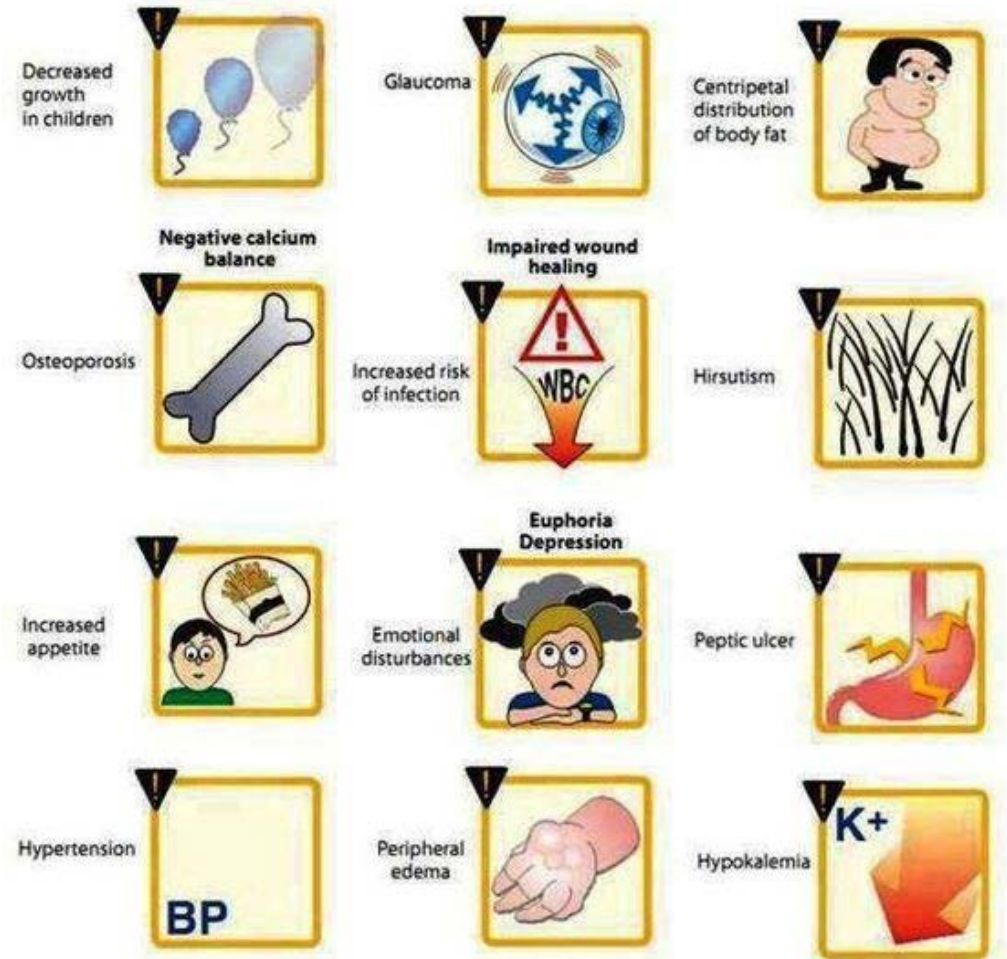 Decreased
growth
in children
Glaucoma
Centripetal
distribution
of body fat
Negative calcium
balance
Osteoporosis
Impaired wound
healing
Increased risk
of infection
!
WBC
Hirsutism
Increased
appetite
Euphoria
Depression
Emotional
disturbances
Peptic ulcer
Hypertension
BP
Peripheral
edema
Hypokalemia
K+